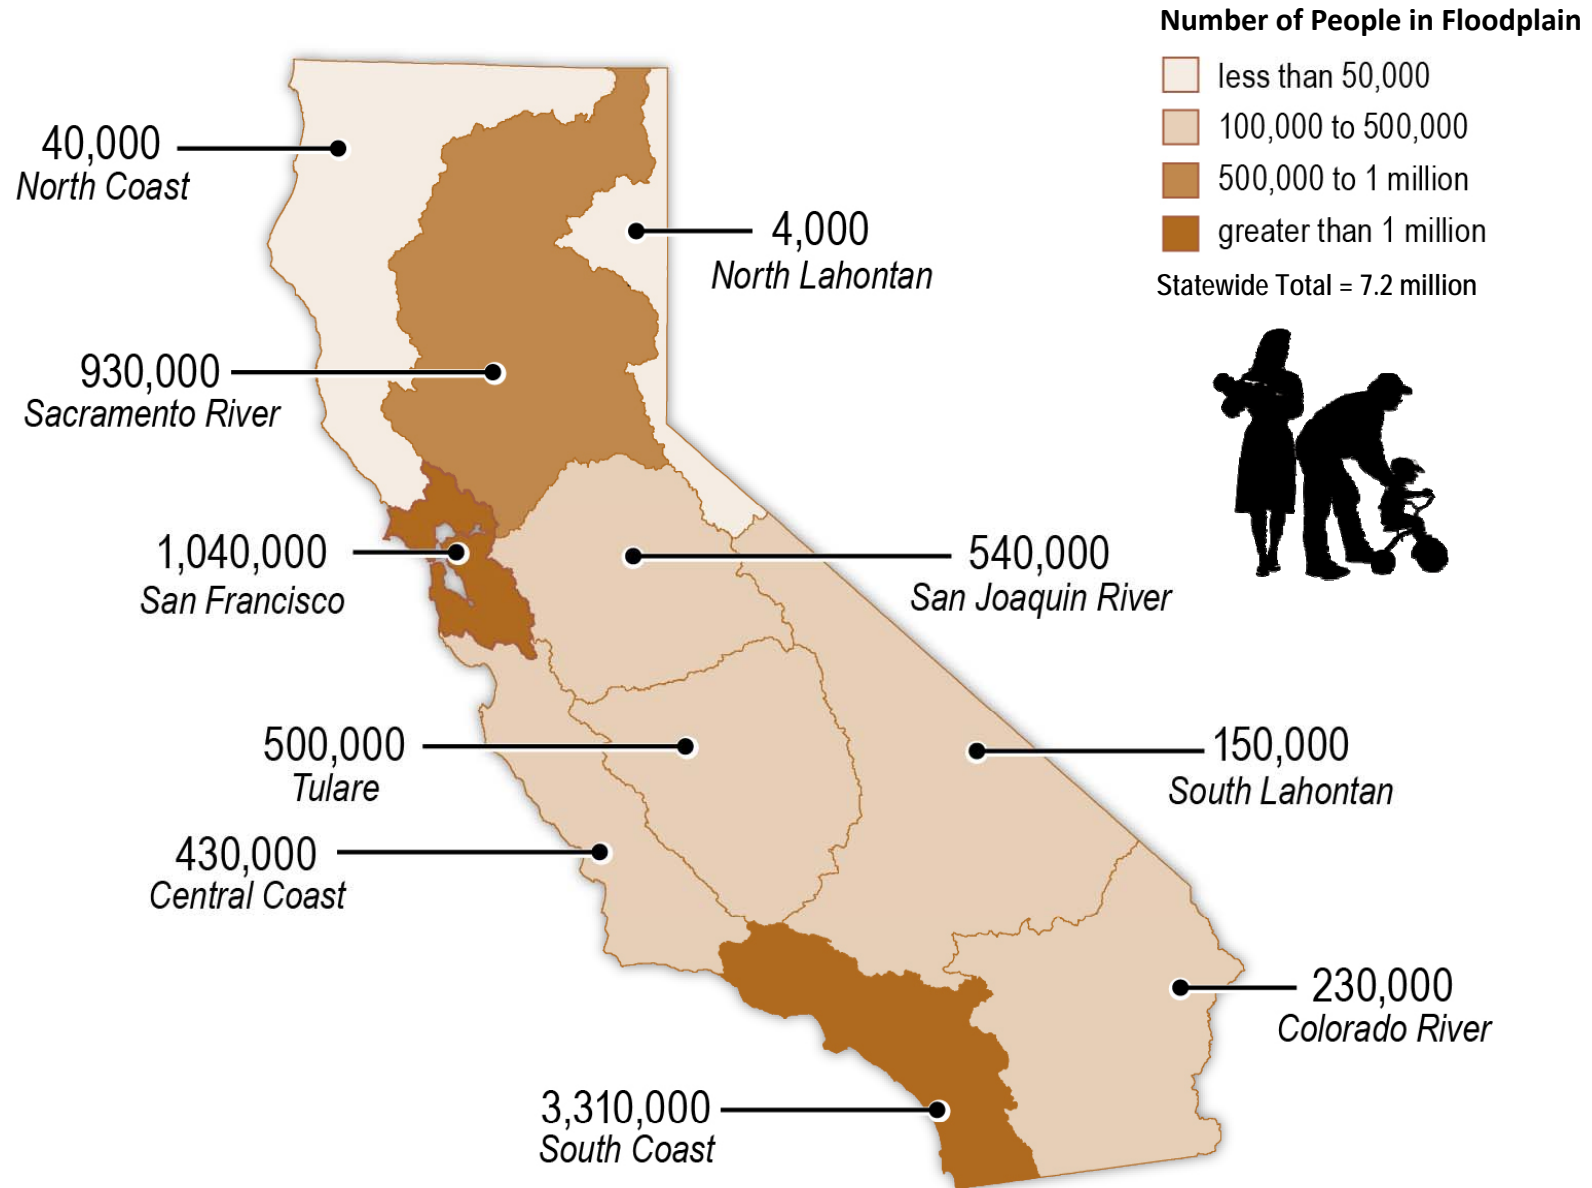 Number of People in Floodplain
less than 50,000
100,000 to 500,000
500,000 to 1 million
greater than 1 million
Statewide Total = 7.2 million
40,000
North Coast
4,000
North Lahontan
930,000
Sacramento River
1,040,000
San Francisco
540,000
San Joaquin River
500,000
Tulare
150,000
South Lahontan
430,000
Central Coast
230,000
Colorado River
3,310,000
South Coast